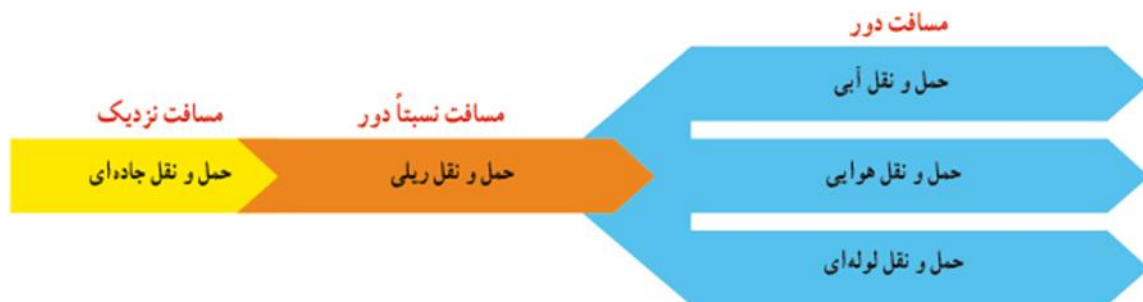 مسافت دور
حمل و نقل آبی
مسافت نزدیک
مسافت نسبتاً دور
حمل و نقل جاده‌ای
حمل و نقل ریلی
حمل و نقل هوایی
حمل و نقل لوله‌ای